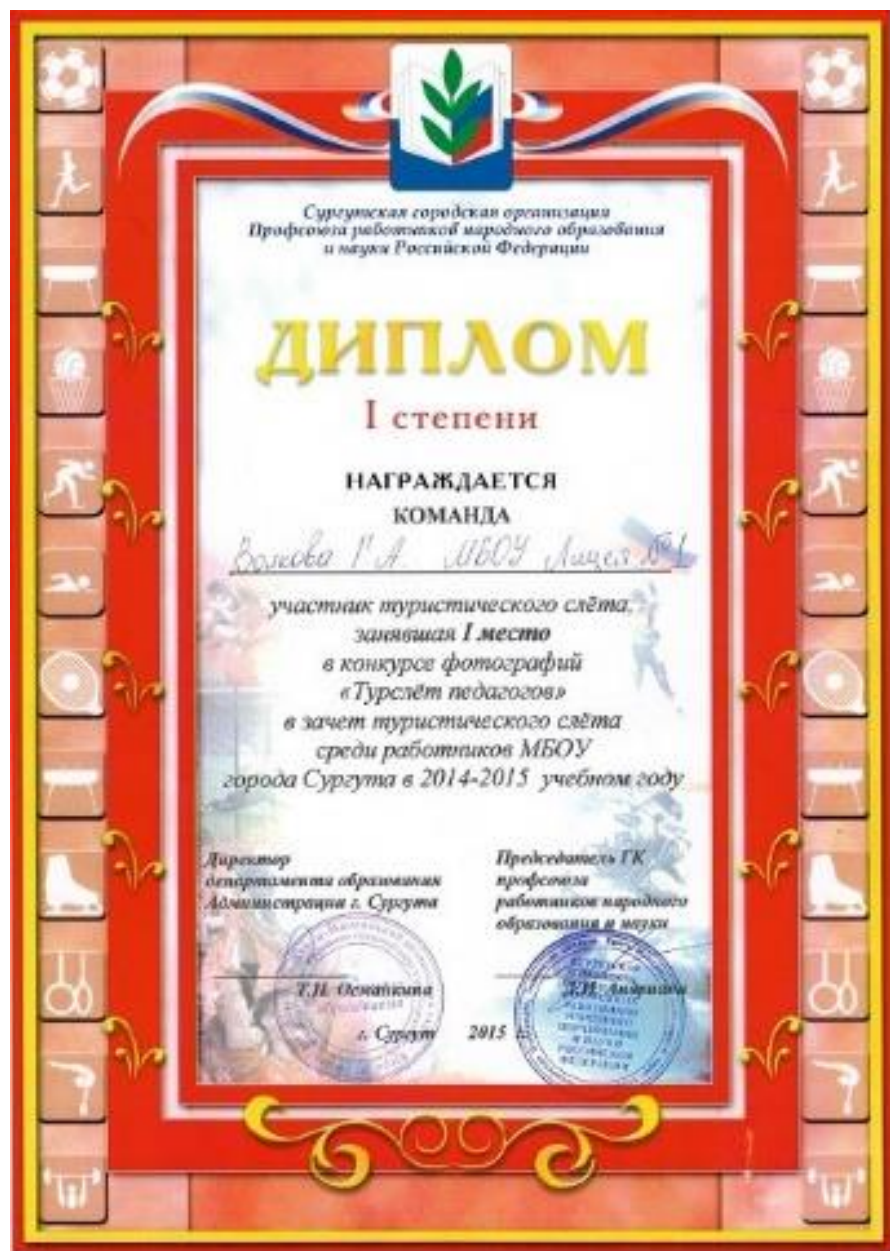 Сургутская городская организация
Профсоюза работников народного образования
и науки Российской Федерации
ДИПЛОМ
I степени
НАГРАЖДАЕТСЯ
КОМАНДА
Волкова Г.А. МБОУ Лицея №1
участник туристического слёта,
занявшая I место
в конкурсе фотографий
«Турслёт педагогов»
в зачет туристического слёта
среди работников МБОУ
города Сургута в 2014-2015 учебном году
Директор
департамента образования
Администрации г. Сургута
Т.Н. Османкина
Председатель ГК
профсоюза
работников народного
образования и науки
г. Сургут 2015 г.